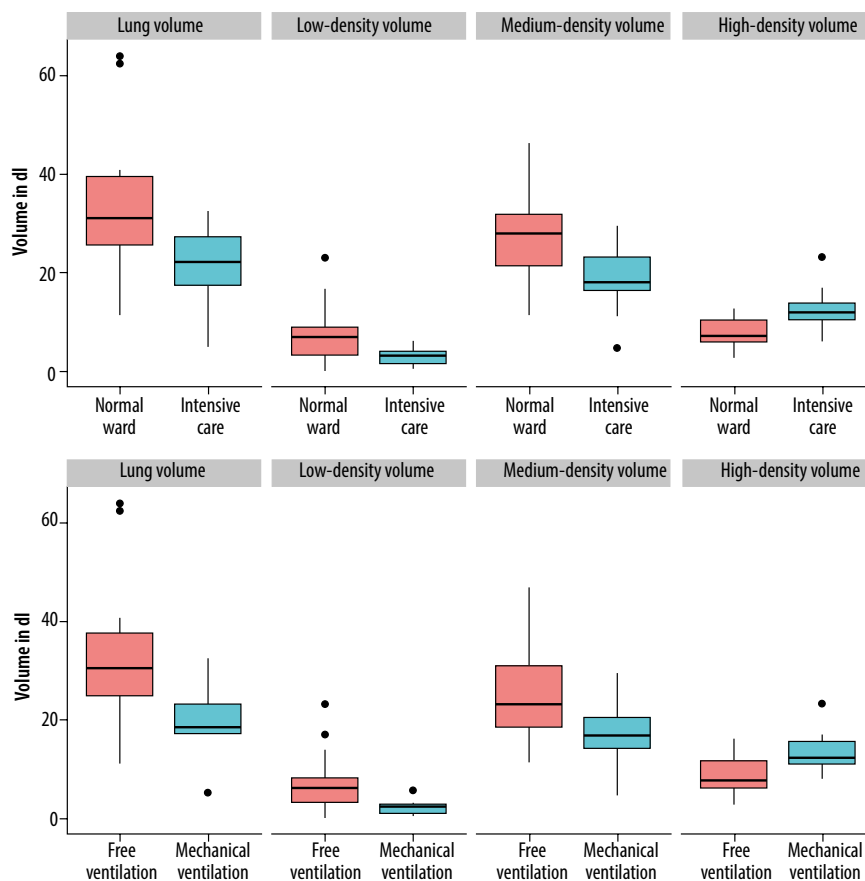 Lung volume
Low-density volume
Medium-density volume
High-density volume
Volume in dl
60
40
20
0
Normal ward
Intensive care
Normal ward
Intensive care
Normal ward
Intensive care
Normal ward
Intensive care
Lung volume
Low-density volume
Medium-density volume
High-density volume
Volume in dl
60
40
20
0
Free ventilation
Mechanical ventilation
Free ventilation
Mechanical ventilation
Free ventilation
Mechanical ventilation
Free ventilation
Mechanical ventilation